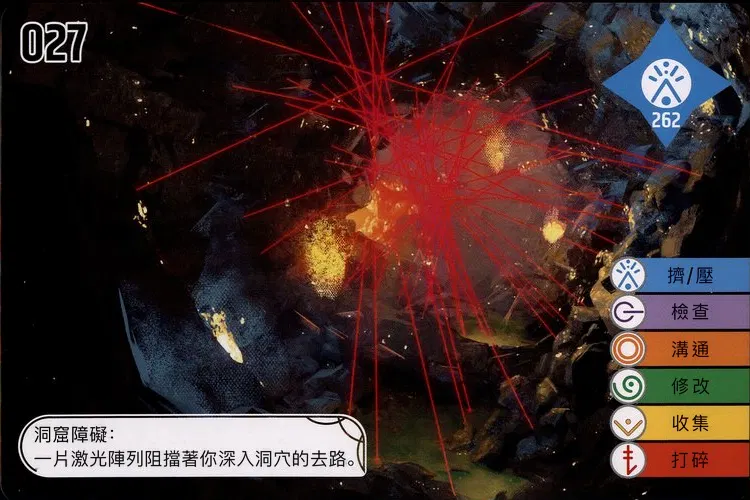 027
262
擠/壓
檢查
溝通
修改
收集
打碎
洞窟障礙：
一片激光陣列阻擋著你深入洞穴的去路。